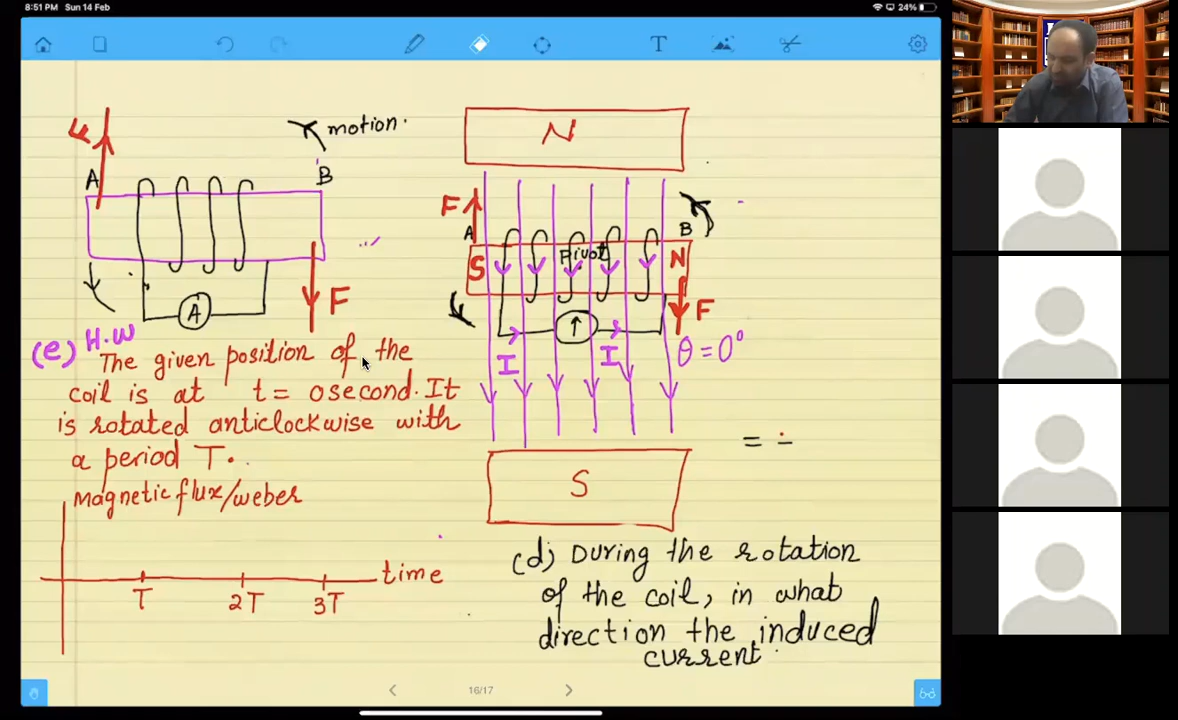 8:51 PM Sun 14 Feb
24%
T
F
A
B
motion.
A
F
(e) H.W
The given position of the
coil is at t = 0 second. It
is rotated anticlockwise with
a period T.
Magnetic flux/weber
time
T
2T
3T
N
F
A
B
Pivot
S
N
F
I
I
θ = 0°
=
S
(d) During the rotation
of the coil, in what
direction the induced
current
16/17